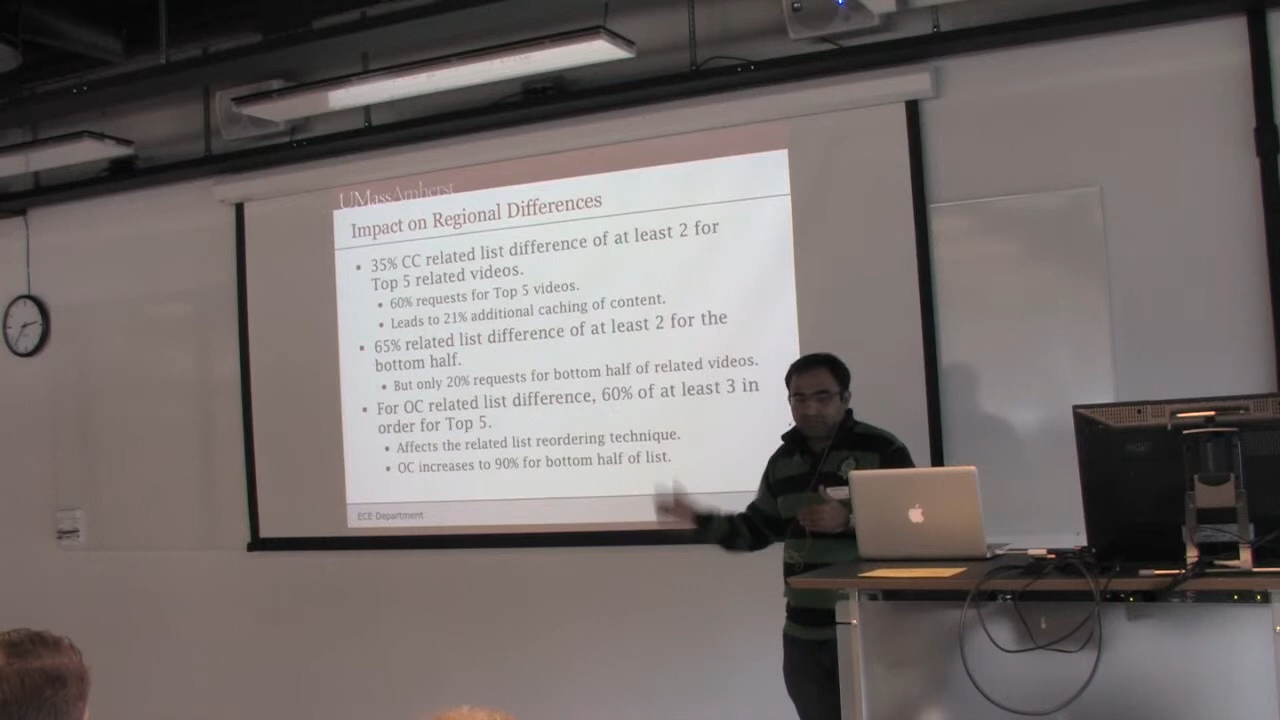 UMassAmherst
Impact on Regional Differences
▪ 35% CC related list difference of at least 2 for
Top 5 related videos.
• 60% requests for Top 5 videos.
• Leads to 21% additional caching of content.
▪ 65% related list difference of at least 2 for the
bottom half.
• But only 20% requests for bottom half of related videos.
▪ For OC related list difference, 60% of at least 3 in
order for Top 5.
• Affects the related list reordering technique.
• OC increases to 90% for bottom half of list.
ECE Department